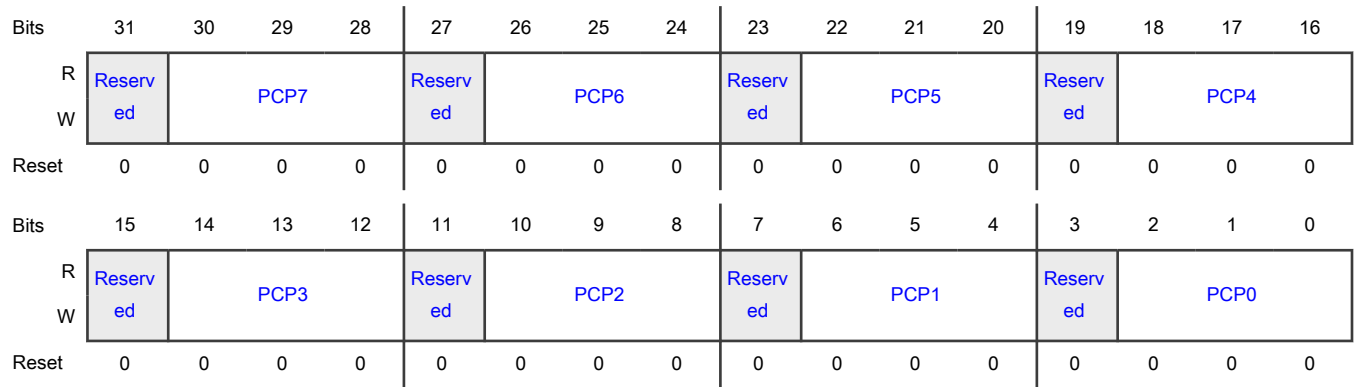 Bits 31 30 29 28 27 26 25 24 23 22 21 20 19 18 17 16
R
Reserv PCP7 Reserv PCP6 Reserv PCP5 Reserv PCP4
ed ed ed ed
W
Reset 0 0 0 0 0 0 0 0 0 0 0 0 0 0 0 0
Bits 15 14 13 12 11 10 9 8 7 6 5 4 3 2 1 0
R
Reserv PCP3 Reserv PCP2 Reserv PCP1 Reserv PCP0
ed ed ed ed
W
Reset 0 0 0 0 0 0 0 0 0 0 0 0 0 0 0 0